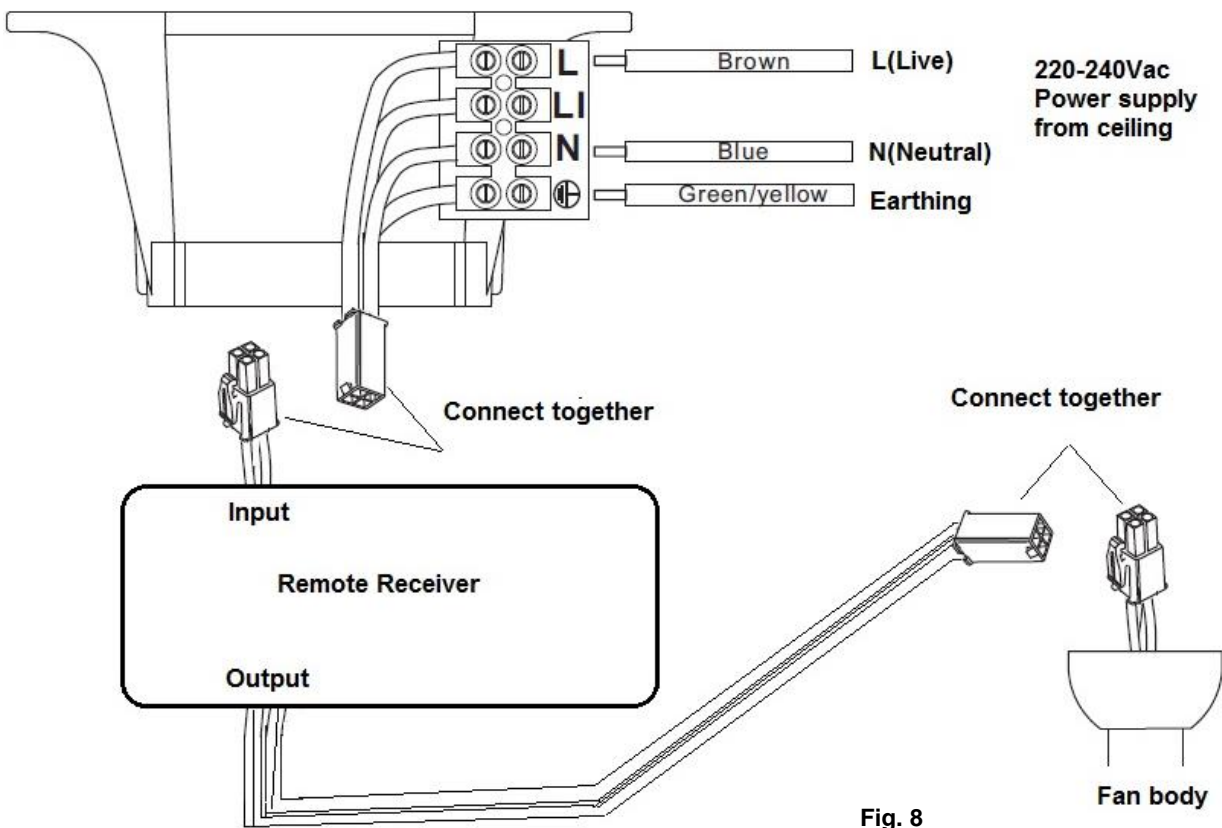 L
Brown
L(Live)
220-240Vac
Power supply
from ceiling
LI
N
Blue
N(Neutral)
Green/yellow
Earthing
Connect together
Connect together
Input
Remote Receiver
Output
Fan body
Fig. 8